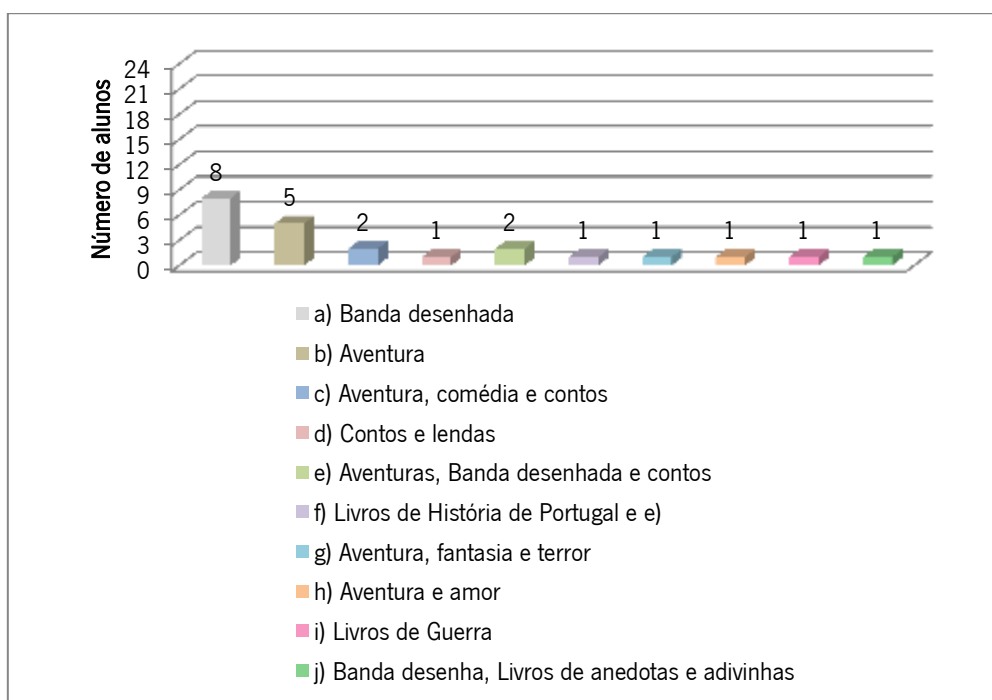 Número de alunos
24
21
18
15
12
9
6
3
0
8
5
2
1
2
1
1
1
1
1
a) Banda desenhada
b) Aventura
c) Aventura, comédia e contos
d) Contos e lendas
e) Aventuras, Banda desenhada e contos
f) Livros de História de Portugal e e)
g) Aventura, fantasia e terror
h) Aventura e amor
i) Livros de Guerra
j) Banda desenha, Livros de anedotas e adivinhas